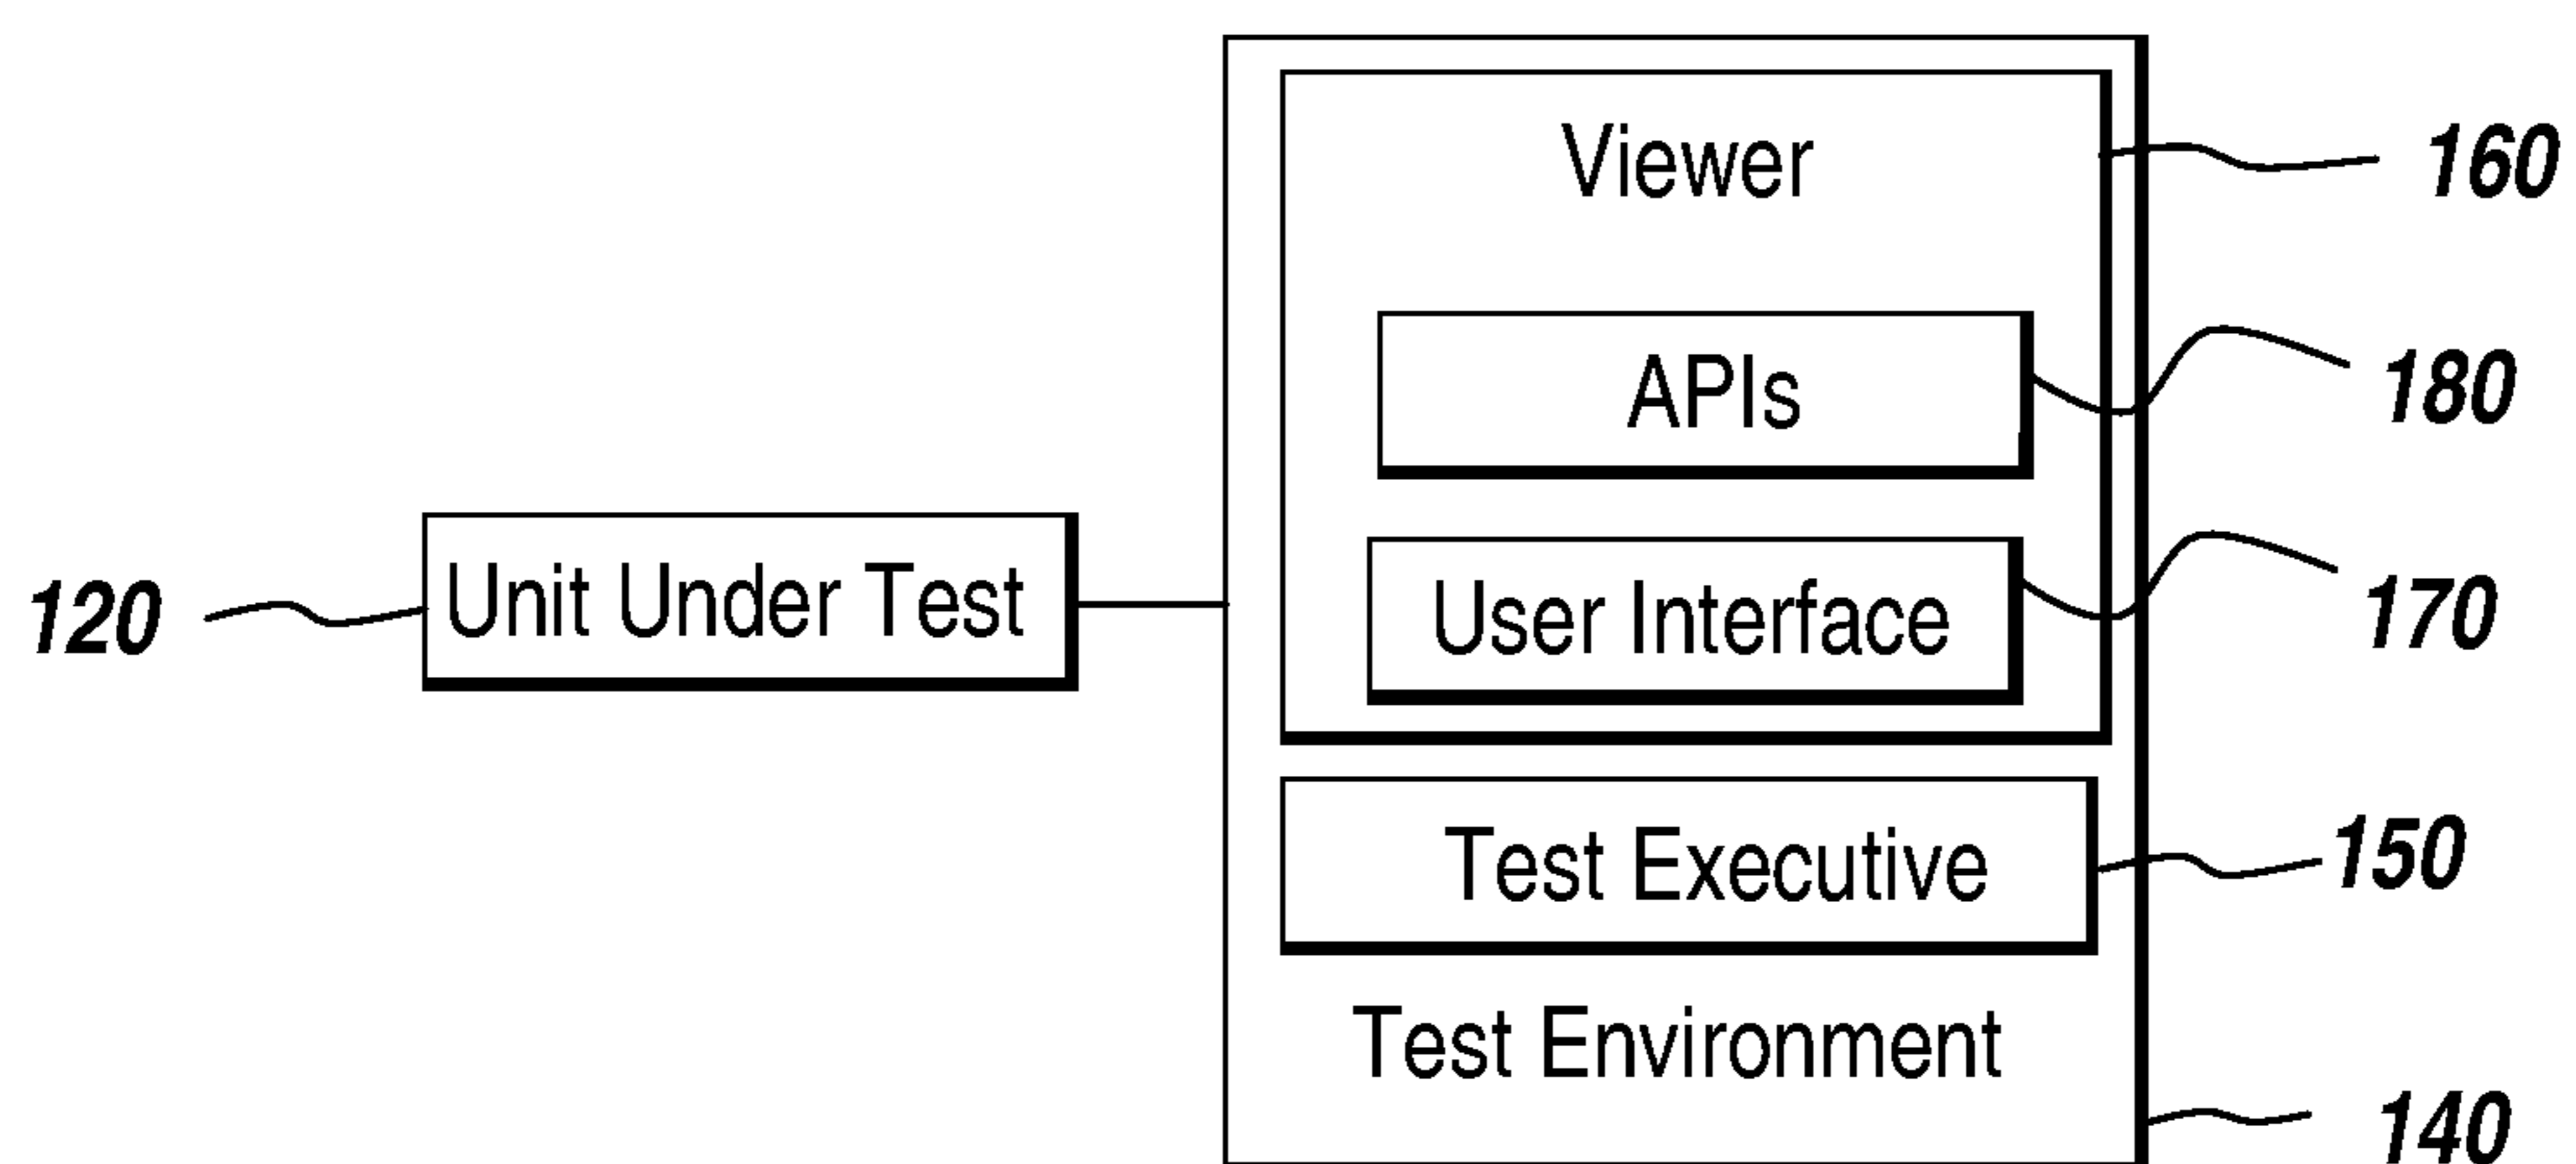 Viewer
160
APIs
180
Unit Under Test
120
User Interface
170
Test Executive
150
Test Environment
140